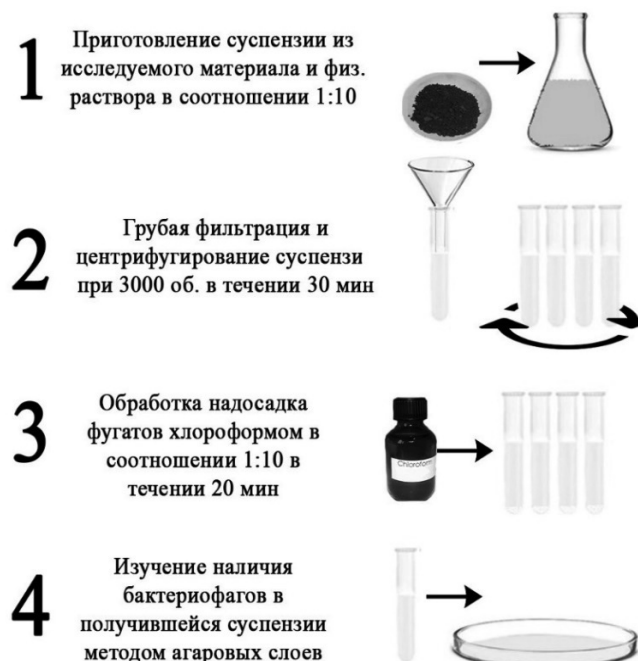 1
Приготовление суспензии из
исследуемого материала и физ.
раствора в соотношении 1:10
2
Грубая фильтрация и
центрифугирование суспензи
при 3000 об. в течении 30 мин
3
Обработка надосадка
фугатов хлороформом в
соотношении 1:10 в
течении 20 мин
Chloroform
4
Изучение наличия
бактериофагов в
получившейся суспензии
методом агаровых слоев